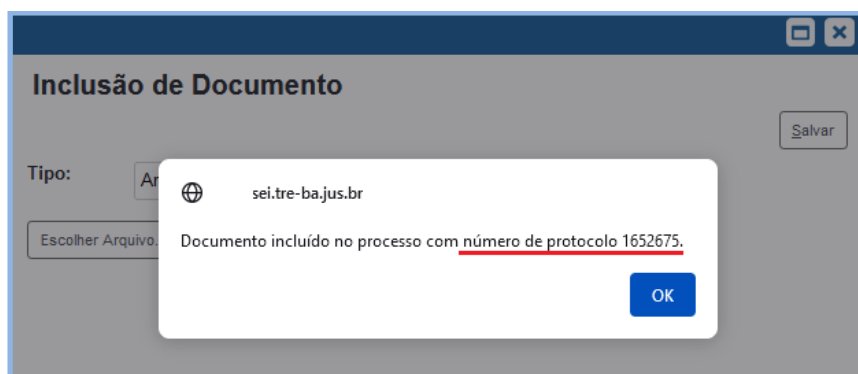 Inclusão de Documento
Salvar
Tipo:
sei.tre-ba.jus.br
Escolher Arquivo.
Documento incluído no processo com número de protocolo 1652675.
OK